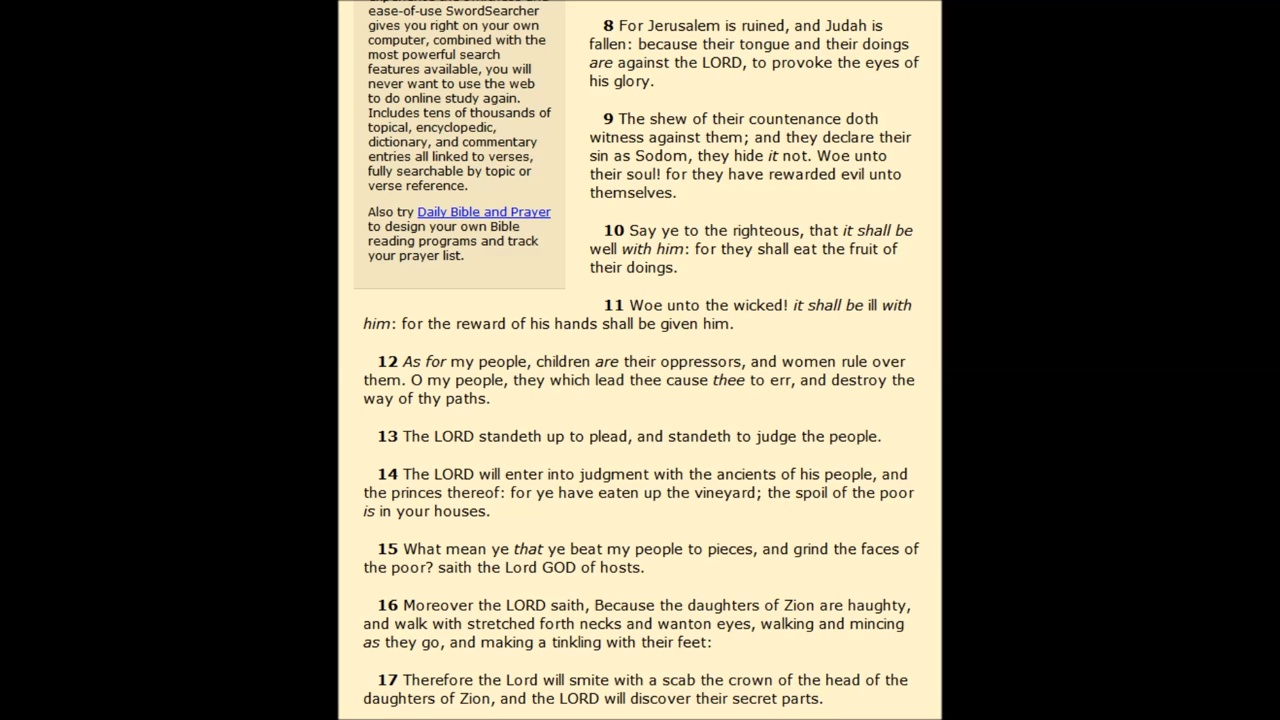 ease-of-use SwordSearcher
gives you right on your own
computer, combined with the
most powerful search
features available, you will
never want to use the web
to do online study again.
Includes tens of thousands of
topical, encyclopedic,
dictionary, and commentary
entries all linked to verses,
fully searchable by topic or
verse reference.
Also try Daily Bible and Prayer
to design your own Bible
reading programs and track
your prayer list.
8 For Jerusalem is ruined, and Judah is
fallen: because their tongue and their doings
are against the LORD, to provoke the eyes of
his glory.
9 The shew of their countenance doth
witness against them; and they declare their
sin as Sodom, they hide it not. Woe unto
their soul! for they have rewarded evil unto
themselves.
10 Say ye to the righteous, that it shall be
well with him: for they shall eat the fruit of
their doings.
11 Woe unto the wicked! it shall be ill with
him: for the reward of his hands shall be given him.
12 As for my people, children are their oppressors, and women rule over
them. O my people, they which lead thee cause thee to err, and destroy the
way of thy paths.
13 The LORD standeth up to plead, and standeth to judge the people.
14 The LORD will enter into judgment with the ancients of his people, and
the princes thereof: for ye have eaten up the vineyard; the spoil of the poor
is in your houses.
15 What mean ye that ye beat my people to pieces, and grind the faces of
the poor? saith the Lord GOD of hosts.
16 Moreover the LORD saith, Because the daughters of Zion are haughty,
and walk with stretched forth necks and wanton eyes, walking and mincing
as they go, and making a tinkling with their feet:
17 Therefore the Lord will smite with a scab the crown of the head of the
daughters of Zion, and the LORD will discover their secret parts.